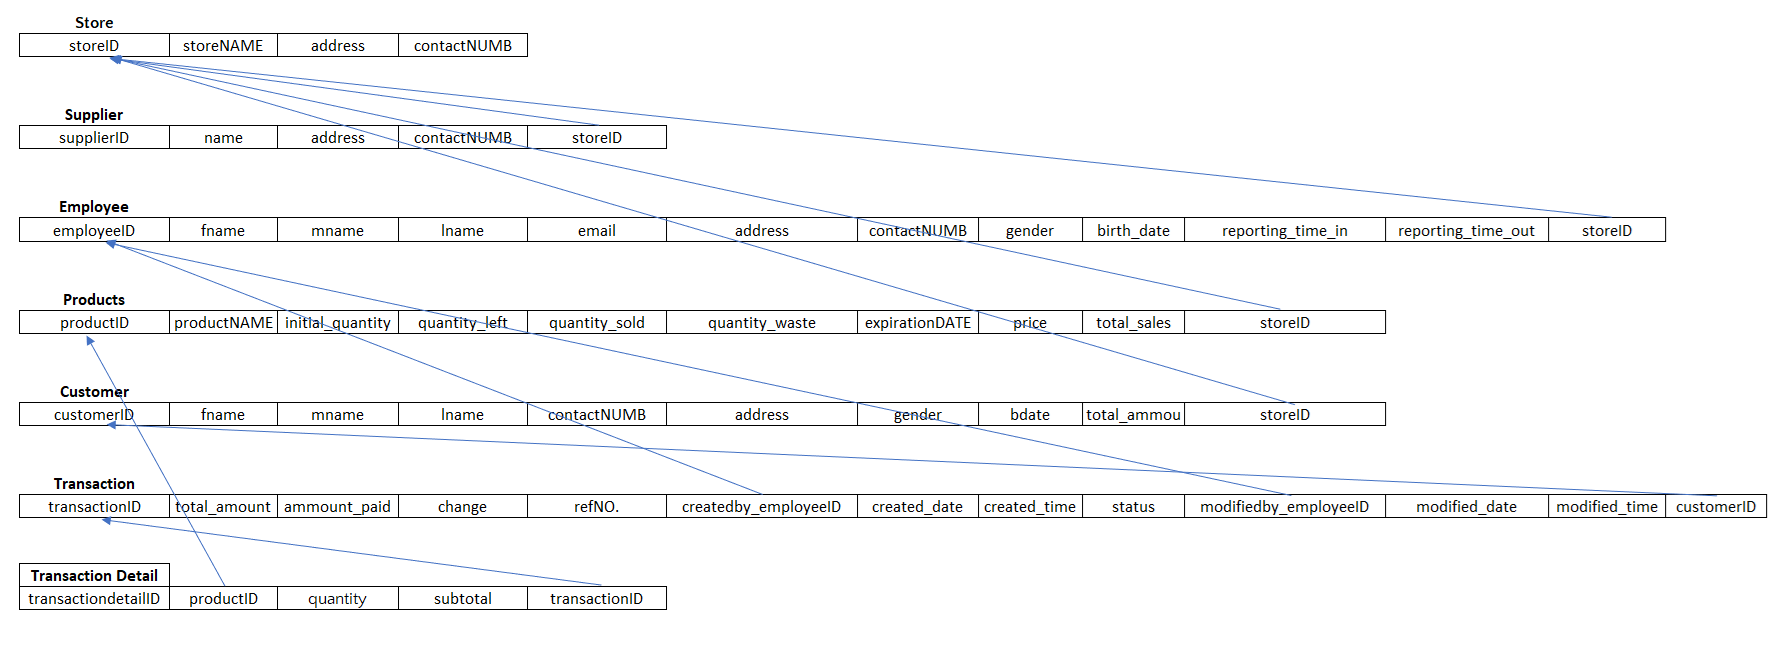 Store
storeID storeNAME address contactNUMB
Supplier
supplierID name address contactNUMB storeID
Employee
employeeID fname mname lname email address contactNUMB gender birth_date reporting_time_in reporting_time_out storeID
Products
productID productNAME initial_quantity quantity_left quantity_sold quantity_waste expirationDATE price total_sales storeID
Customer
customerID fname mname lname contactNUMB address gender bdate total_ammou storeID
Transaction
transactionID total_amount ammount_paid change refNO. createdby_employeeID created_date created_time status modifiedby_employeeID modified_date modified_time customerID
Transaction Detail
transactiondetailID productID quantity subtotal transactionID